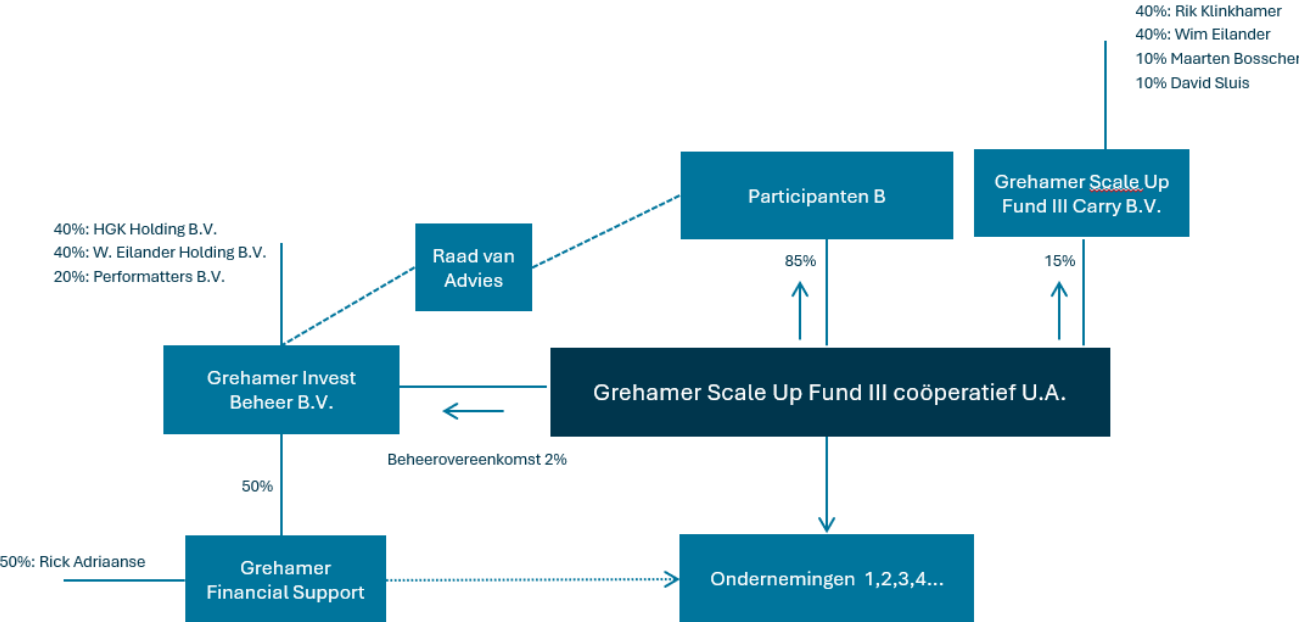 40%: Rik Klinkhamer
40%: Wim Eilander
10% Maarten Bosscher
10% David Sluis
Grehamer Scale Up
Fund III Carry B.V.
Participanten B
40%: HGK Holding B.V.
40%: W. Eilander Holding B.V.
20%: Performatters B.V.
Raad van
Advies
85%
15%
Grehamer Invest
Beheer B.V.
Grehamer Scale Up Fund III coöperatief U.A.
Beheerovereenkomst 2%
50%
50%: Rick Adriaanse
Grehamer
Financial Support
Ondernemingen 1,2,3,4...